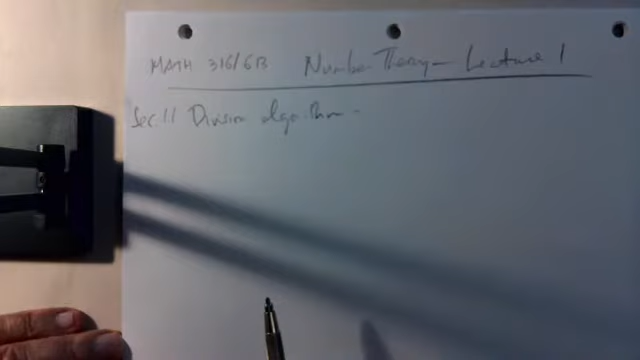 MATH 316/613 Number Theory - Lecture 1
Sec 1.1 Division algorithm.